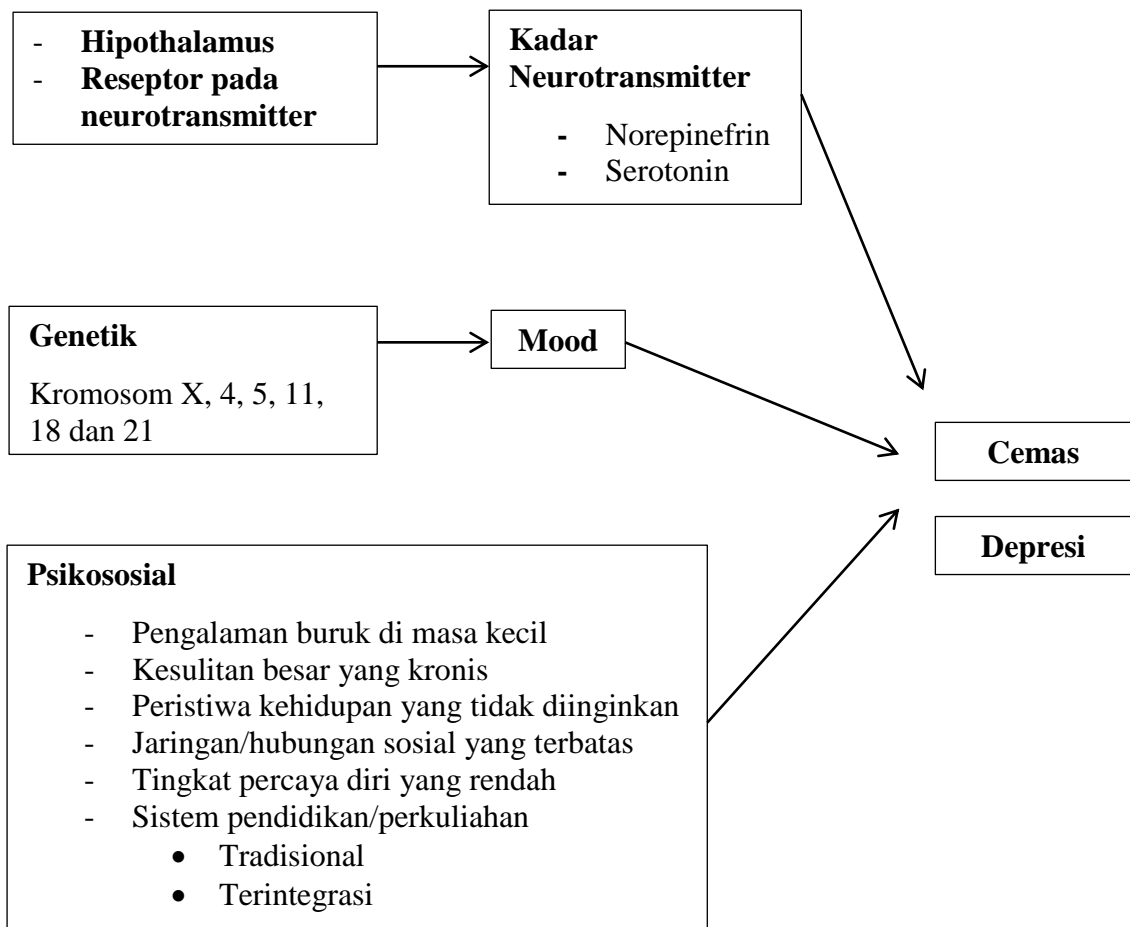 - Hipothalamus
- Reseptor pada
neurotransmitter
Kadar
Neurotransmitter
- Norepinefrin
- Serotonin
Genetik
Kromosom X, 4, 5, 11,
18 dan 21
Mood
Cemas
Depresi
Psikososial
- Pengalaman buruk di masa kecil
- Kesulitan besar yang kronis
- Peristiwa kehidupan yang tidak diinginkan
- Jaringan/hubungan sosial yang terbatas
- Tingkat percaya diri yang rendah
- Sistem pendidikan/perkuliahan
• Tradisional
• Terintegrasi